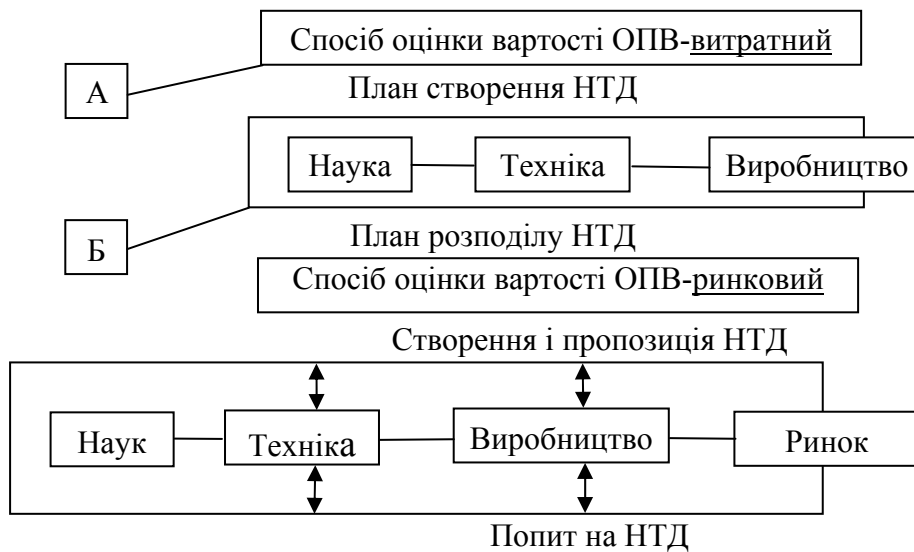 Спосіб оцінки вартості ОПВ-витратний
А
План створення НТД
Наука Техніка Виробництво
Б
План розподілу НТД
Спосіб оцінки вартості ОПВ-ринковий
Створення і пропозиція НТД
Наук Техніка Виробництво Ринок
Попит на НТД